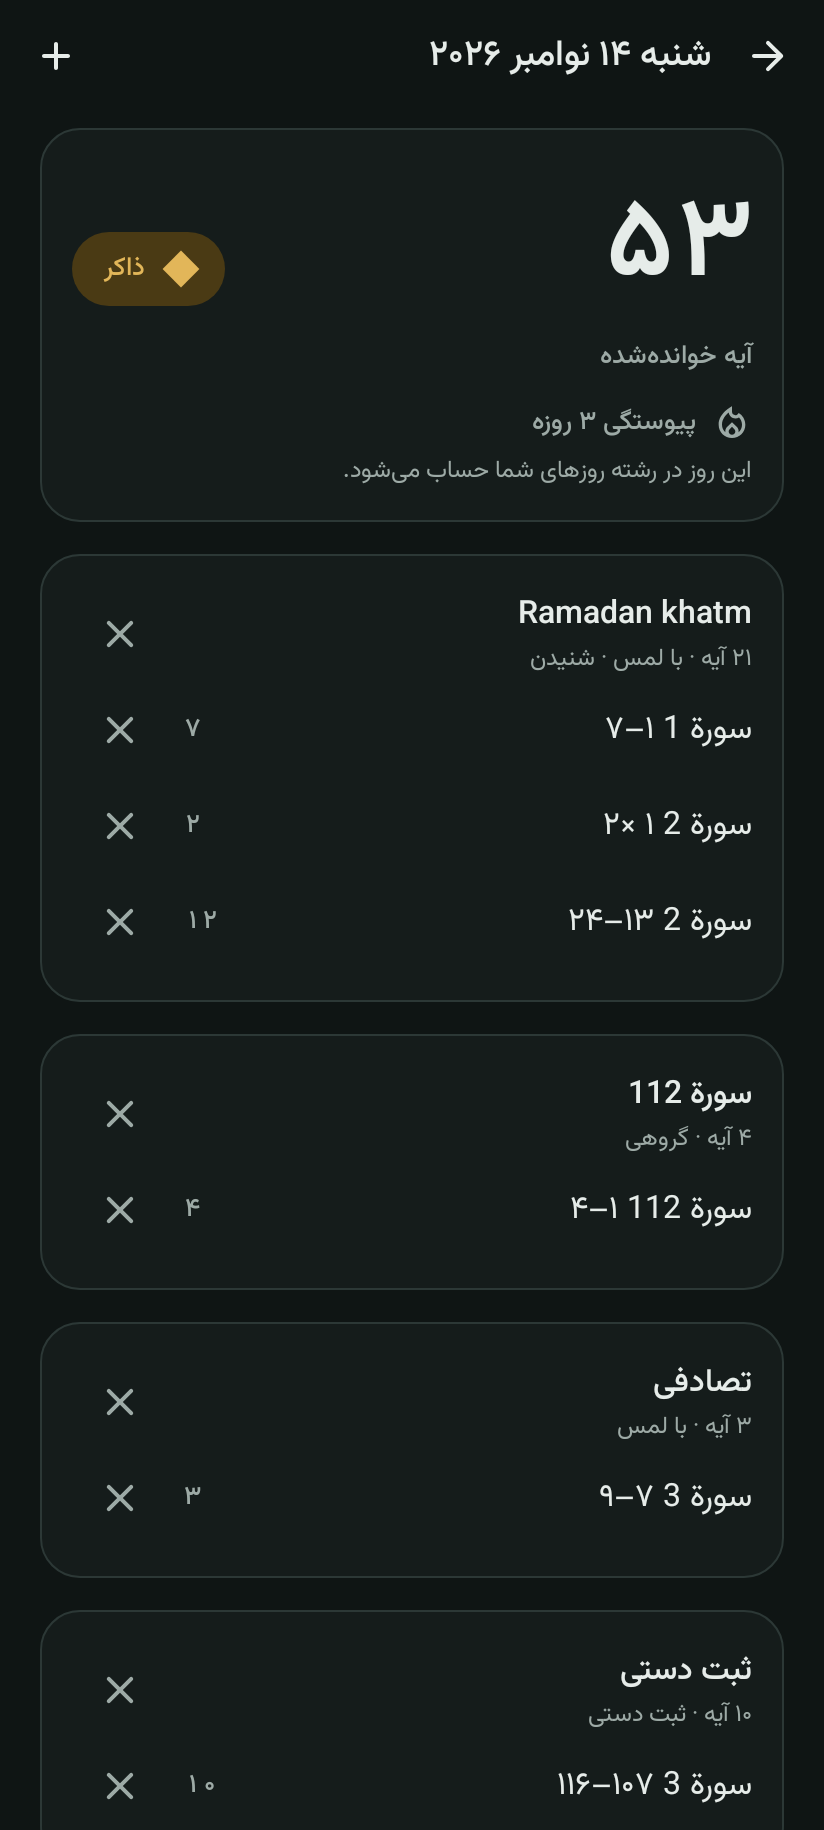 شنبه ۱۴ نوامبر ۲۰۲۶
۵۳
ذاکر
آیه خوانده‌شده
پیوستگی ۳ روزه
این روز در رشته روزهای شما حساب می‌شود.
Ramadan khatm
۲۱ آیه · با لمس · شنیدن
سورة 1 ۱–۷
۷
سورة 2 ۱ ×۲
۲
سورة 2 ۱۳–۲۴
۱۲
سورة 112
۴ آیه · گروهی
سورة 112 ۱–۴
۴
تصادفی
۳ آیه · با لمس
سورة 3 ۷–۹
۳
ثبت دستی
۱۰ آیه · ثبت دستی
سورة 3 ۱۰۷–۱۱۶
۱۰